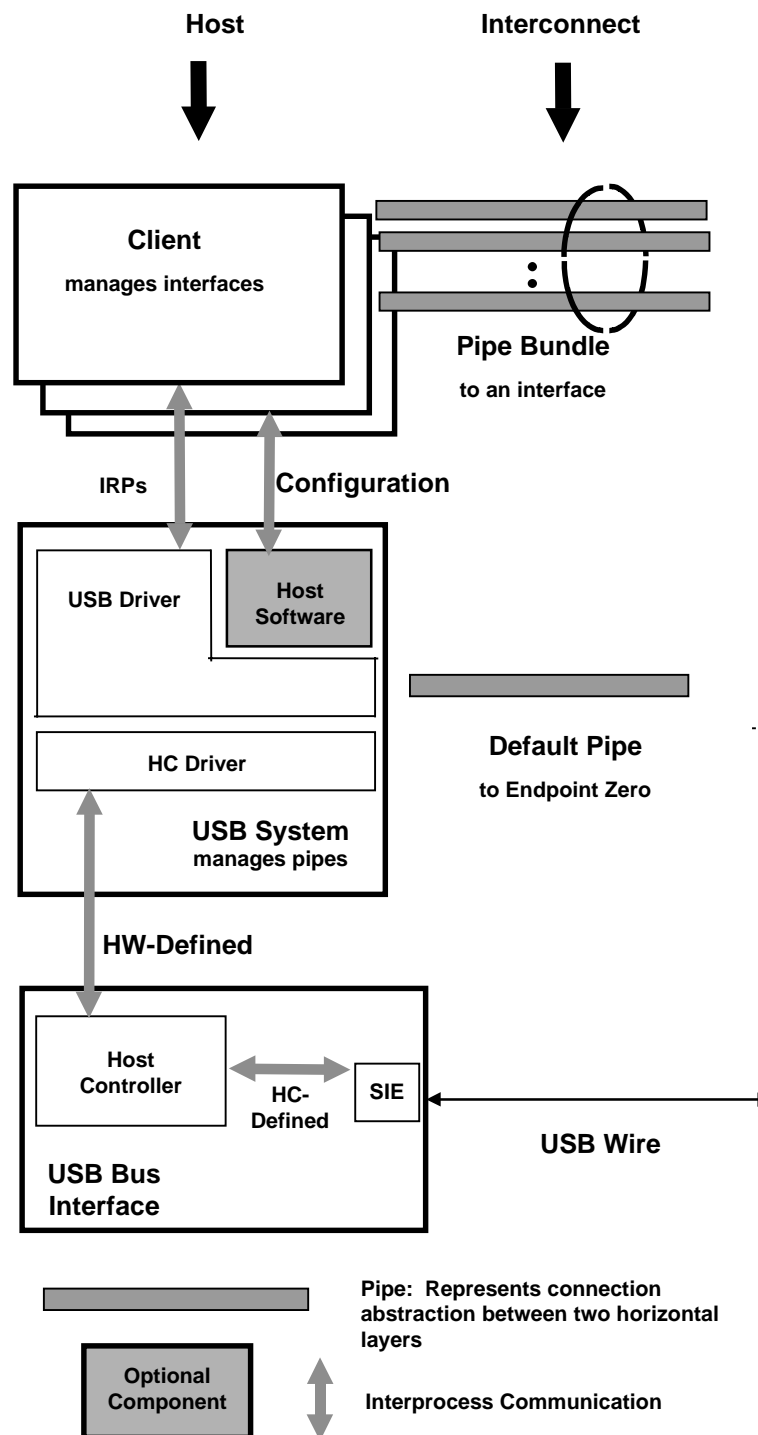 Host
Interconnect
Client
manages interfaces
Pipe Bundle
to an interface
IRPs
Configuration
USB Driver
Host
Software
HC Driver
Default Pipe
to Endpoint Zero
USB System
manages pipes
HW-Defined
Host
Controller
HC-
Defined
SIE
USB Wire
USB Bus
Interface
Pipe: Represents connection
abstraction between two horizontal
layers
Optional
Component
Interprocess Communication